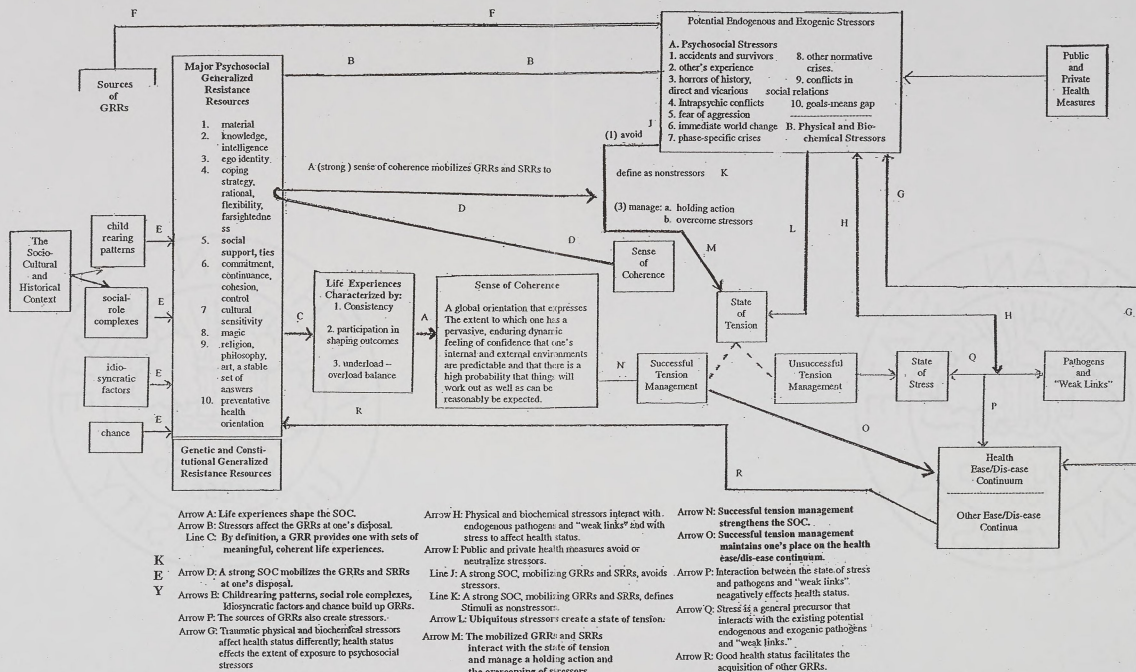 F
F
Sources
of
GRRs
Major Psychosocial
Generalized
Resistance
Resources
1. material
2. knowledge,
intelligence
3. ego identity
4. coping
strategy,
rational,
flexibility,
farsightedne
ss
5. social
support, ties
6. commitment,
continuance,
cohesion,
control
7 cultural
sensitivity
8. magic
9. religion,
philosophy,
art, a stable
set of
answers
10. preventative
health
orientation
Genetic and Consti-
tutional Generalized
Resistance Resources
B
B
Potential Endogenous and Exogenic Stressors
A. Psychosocial Stressors
1. accidents and survivors
2. other's experience
3. horrors of history,
direct and vicarious
4. Intrapsychic conflicts
5. fear of aggression
6. immediate world change
7. phase-specific crises
8. other normative
crises.
9. conflicts in
social relations
10. goals-means gap
B. Physical and Bio-
chemical Stressors
Public
and
Private
Health
Measures
J
(1) avoid
A (strong ) sense of coherence mobilizes GRRs and SRRs to
define as nonstressors K
(3) manage: a. holding action
b. overcome stressors
D
D
L
H
G
M
Sense
of
Coherence
The
Socio-
Cultural
and
Historical
Context
child
rearing
patterns
E
social-
role
complexes
E
idio-
syncratic
factors
E
chance
E
C
Life Experiences
Characterized by:
1. Consistency
2. participation in
shaping outcomes
3. underload –
overload balance
A
Sense of Coherence
A global orientation that expresses
The extent to which one has a
pervasive, enduring dynamic
feeling of confidence that one's
internal and external environments
are predictable and that there is a
high probability that things will
work out as well as can be
reasonably be expected.
State
of
Tension
H
G
N
Successful
Tension
Management
Unsuccessful
Tension
Management
State
of
Stress
Q
Pathogens
and
"Weak Links"
P
R
O
R
Health
Ease/Dis-ease
Continuum
Other Ease/Dis-ease
Continua
K
E
Y
Arrow A: Life experiences shape the SOC.
Arrow B: Stressors affect the GRRs at one's disposal.
Line C: By definition, a GRR provides one with sets of
meaningful, coherent life experiences.
Arrow D: A strong SOC mobilizes the GRRs and SRRs
at one's disposal.
Arrows E: Childrearing patterns, social role complexes,
Idiosyncratic factors and chance build up GRRs.
Arrow F: The sources of GRRs also create stressors.
Arrow G: Traumatic physical and biochemical stressors
affect health status differently; health status
effects the extent of exposure to psychosocial
stressors
Arrow H: Physical and biochemical stressors interact with
endogenous pathogens and "weak links" and with
stress to affect health status.
Arrow I: Public and private health measures avoid or
neutralize stressors.
Line J: A strong SOC, mobilizing GRRs and SRRs, avoids
stressors.
Line K: A strong SOC, mobilizing GRRs and SRRs, defines
Stimuli as nonstressors.
Arrow L: Ubiquitous stressors create a state of tension.
Arrow M: The mobilized GRRs and SRRs
interact with the state of tension
and manage a holding action and
the overcoming of stressors
Arrow N: Successful tension management
strengthens the SOC.
Arrow O: Successful tension management
maintains one's place on the health
ease/dis-ease continuum.
Arrow P: Interaction between the state of stress
and pathogens and "weak links"
neagatively effects health status.
Arrow Q: Stress is a general precursor that
interacts with the existing potential
endogenous and exogenic pathogens
and "weak links."
Arrow R: Good health status facilitates the
acquisition of other GRRs.